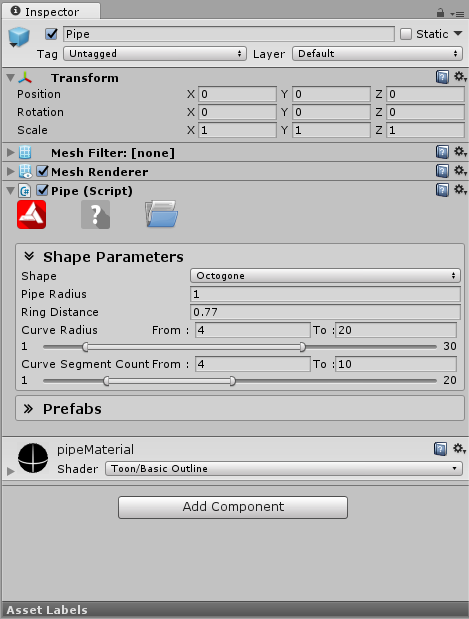 Inspector
Pipe
Static
Tag Untagged Layer Default
Transform
Position X 0 Y 0 Z 0
Rotation X 0 Y 0 Z 0
Scale X 1 Y 1 Z 1
Mesh Filter: [none]
Mesh Renderer
Pipe (Script)
Shape Parameters
Shape Octogone
Pipe Radius 1
Ring Distance 0.77
Curve Radius From : 4 To : 20
1 30
Curve Segment Count From : 4 To : 10
1 20
Prefabs
pipeMaterial
Shader Toon/Basic Outline
Add Component
Asset Labels